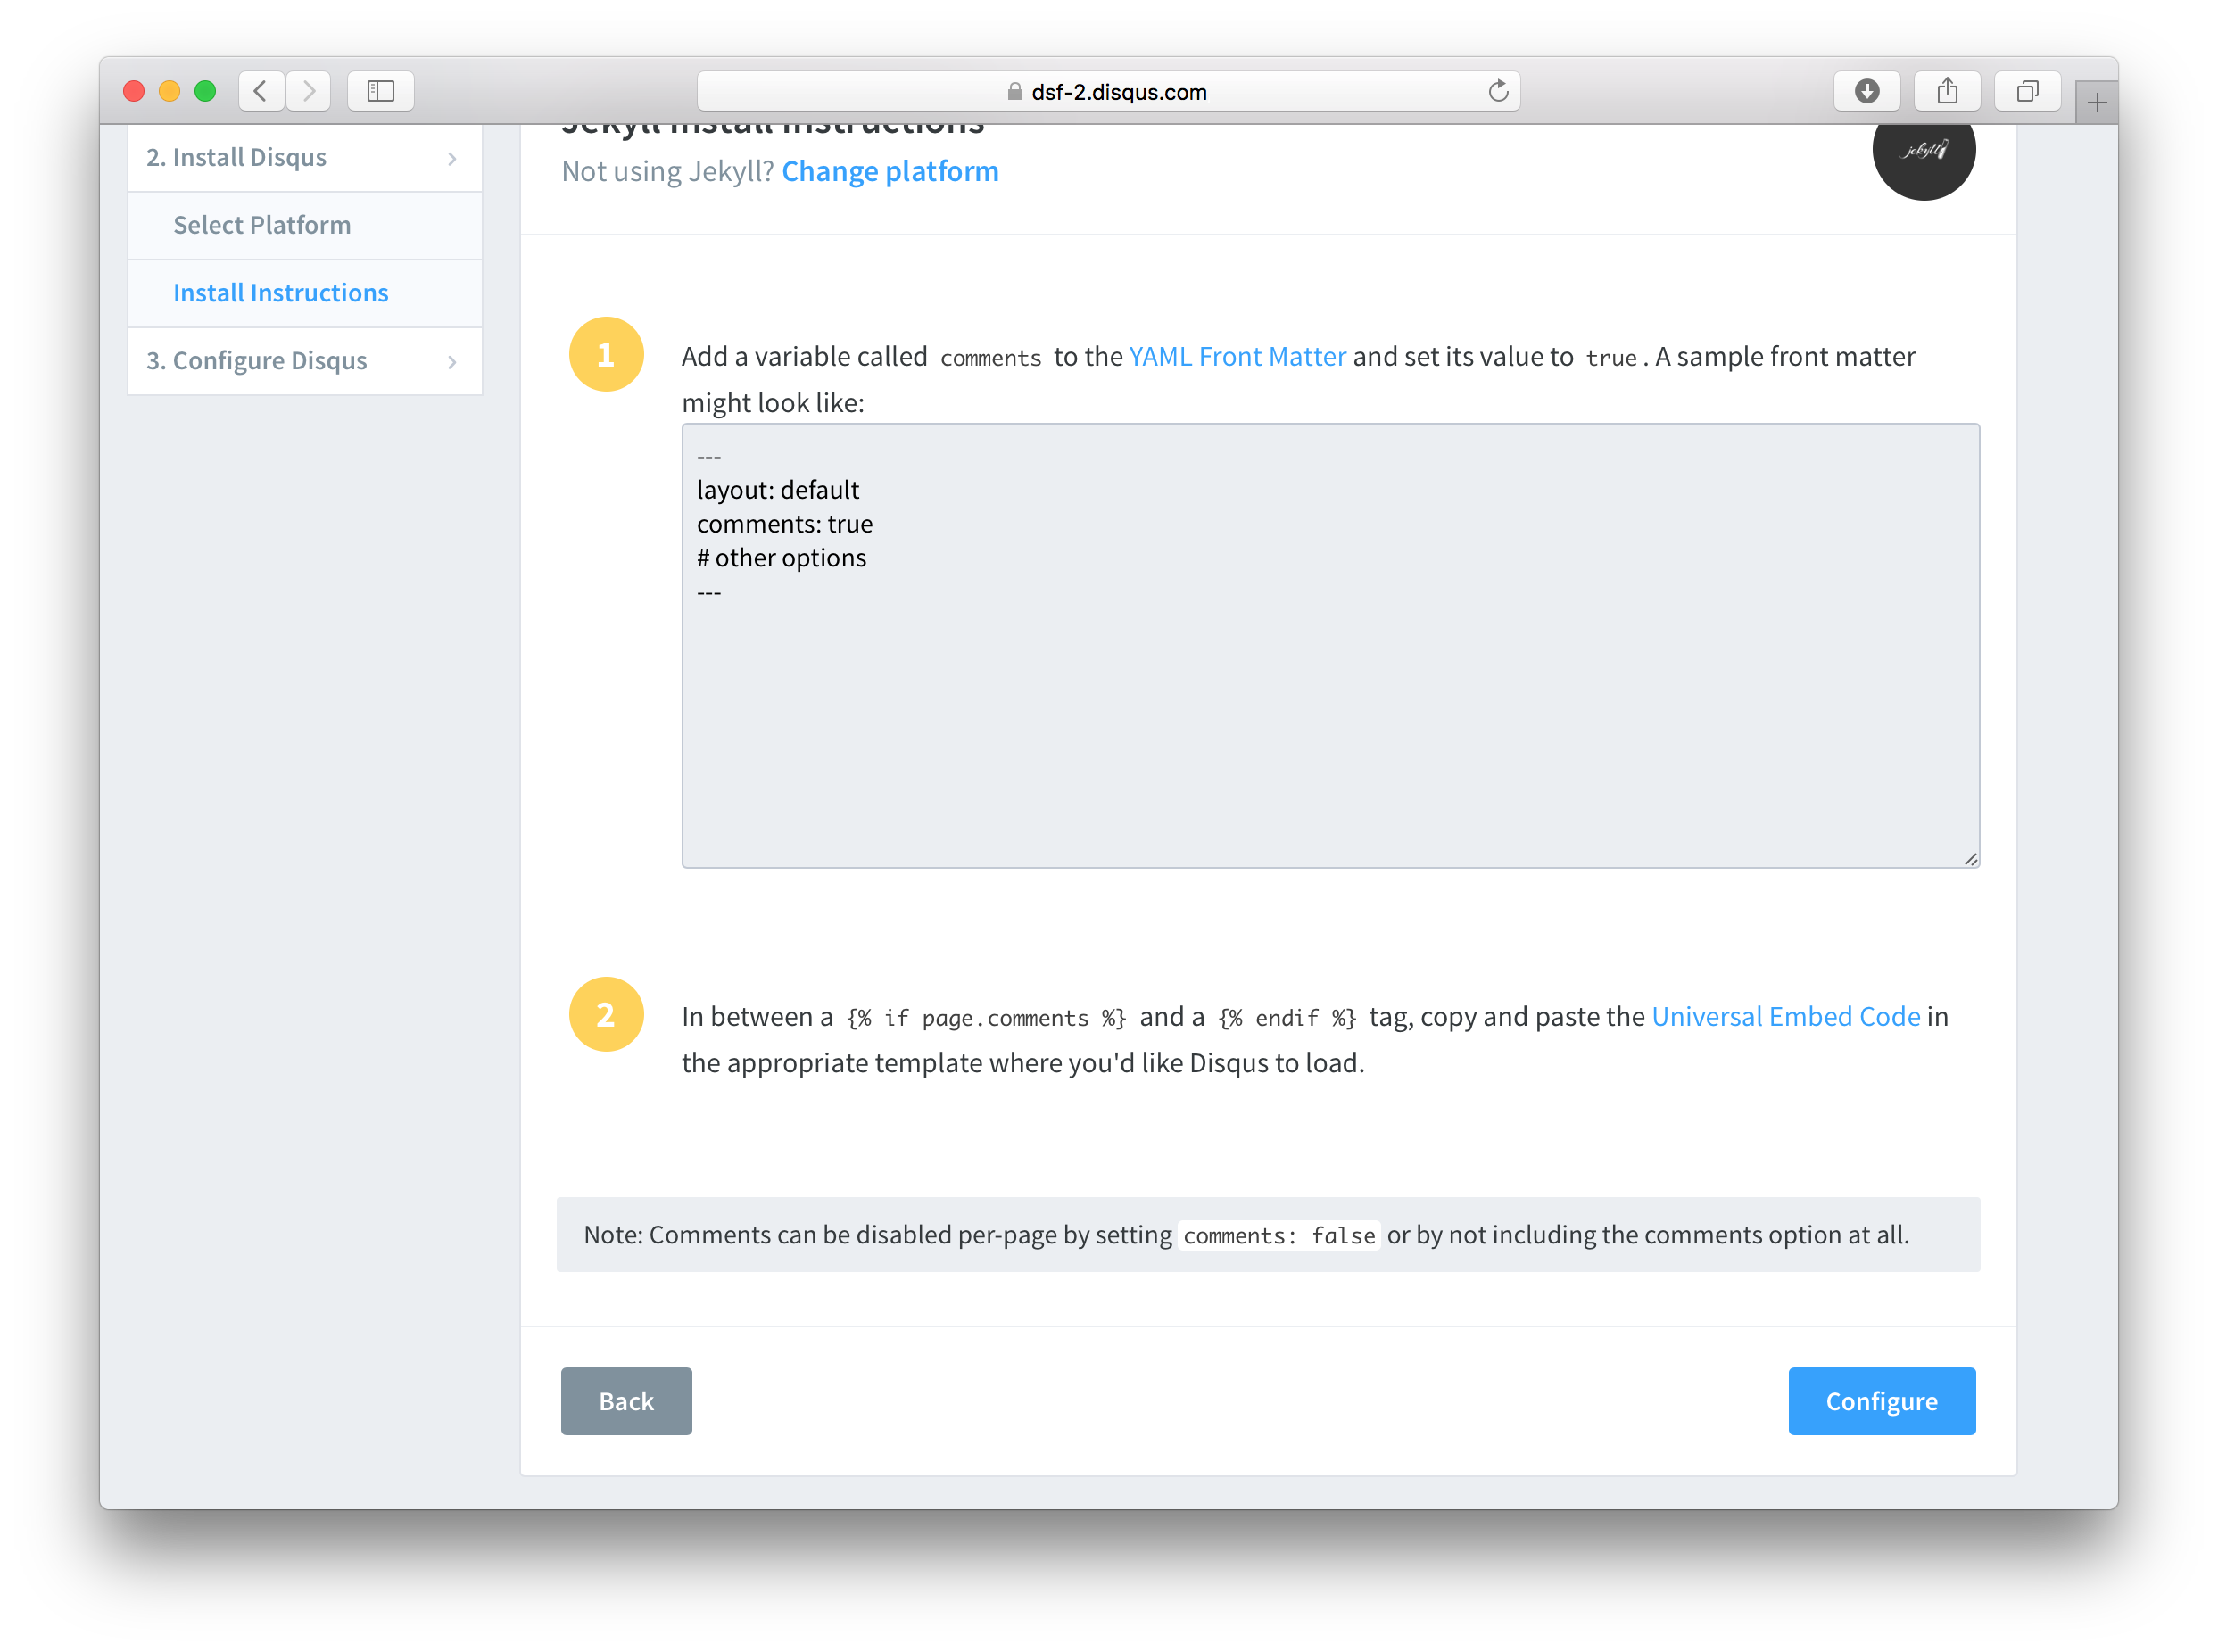 dsf-2.disqus.com
Jekyll Install Instructions
Not using Jekyll? Change platform
jekyll
2. Install Disqus
Select Platform
Install Instructions
3. Configure Disqus
1
Add a variable called comments to the YAML Front Matter and set its value to true. A sample front matter
might look like:
---
layout: default
comments: true
# other options
---
2
In between a {% if page.comments %} and a {% endif %} tag, copy and paste the Universal Embed Code in
the appropriate template where you'd like Disqus to load.
Note: Comments can be disabled per-page by setting comments: false or by not including the comments option at all.
Back
Configure